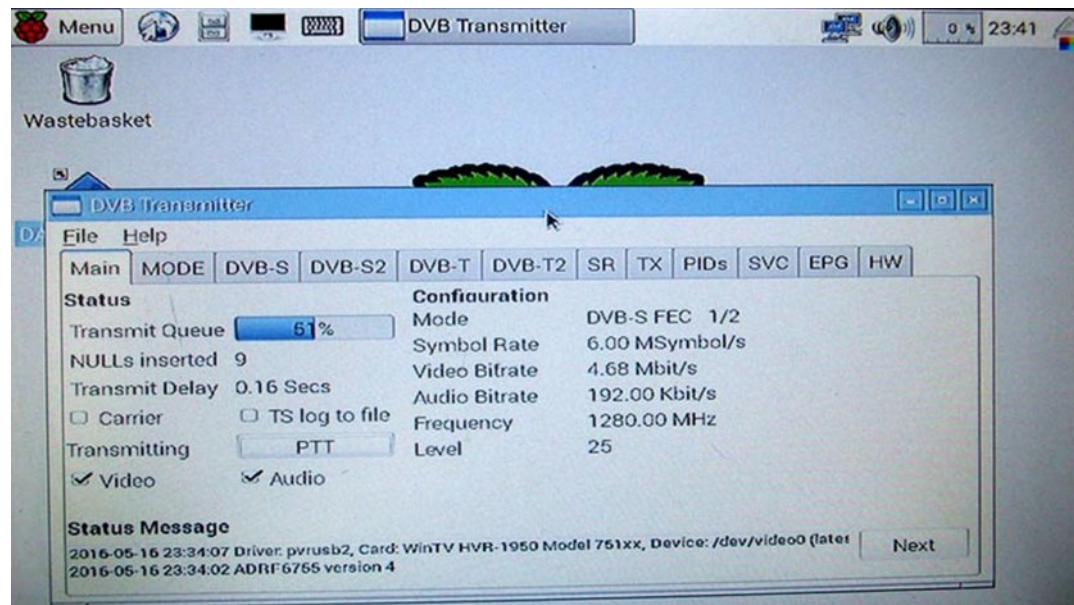 Menu DVB Transmitter 0 % 23:41
Wastebasket
DVB Transmitter
File Help
Main MODE DVB-S DVB-S2 DVB-T DVB-T2 SR TX PIDs SVC EPG HW
Status
Transmit Queue 51%
NULLs inserted 9
Transmit Delay 0.16 Secs
Carrier TS log to file
Transmitting PTT
Video Audio
Configuration
Mode DVB-S FEC 1/2
Symbol Rate 6.00 MSymbol/s
Video Bitrate 4.68 Mbit/s
Audio Bitrate 192.00 Kbit/s
Frequency 1280.00 MHz
Level 25
Status Message
2016-05-16 23:34:07 Driver: pvrusb2, Card: WinTV HVR-1950 Model 751xx, Device: /dev/video0 (lates
2016-05-16 23:34:02 ADRF6755 version 4
Next